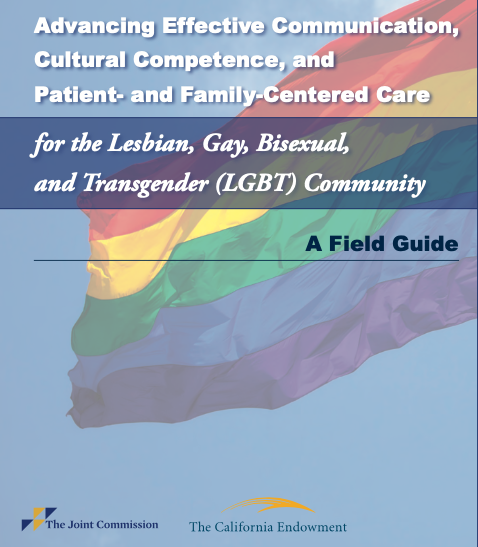 Advancing Effective Communication,
Cultural Competence, and
Patient- and Family-Centered Care
for the Lesbian, Gay, Bisexual,
and Transgender (LGBT) Community
A Field Guide
The Joint Commission
The California Endowment